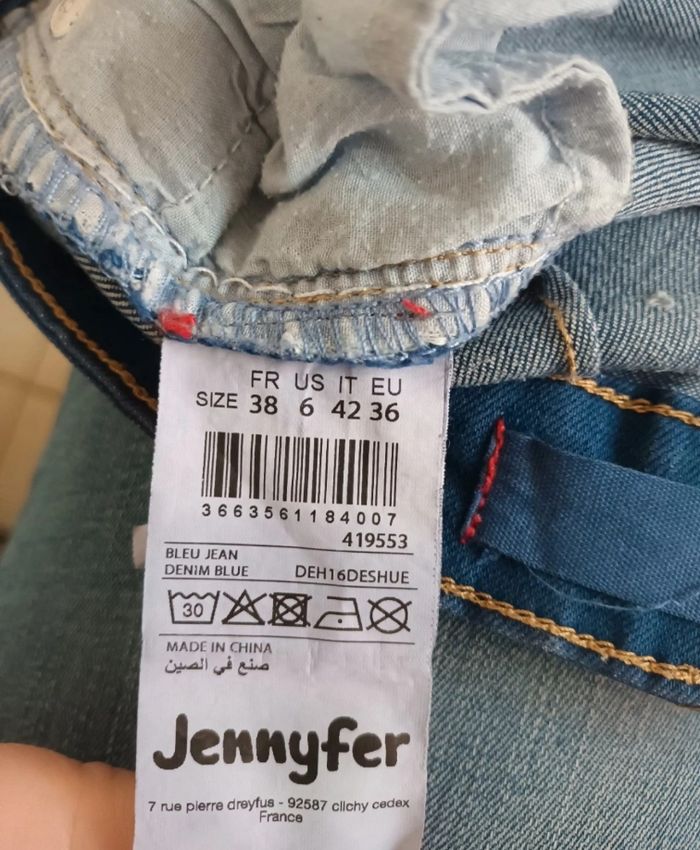 FR US IT EU
SIZE 38 6 42 36
3663561184007
419553
BLEU JEAN
DENIM BLUE DEH16DESHUE
30
MADE IN CHINA
صنع في الصين
Jennyfer
7 rue pierre dreyfus - 92587 clichy cedex
France